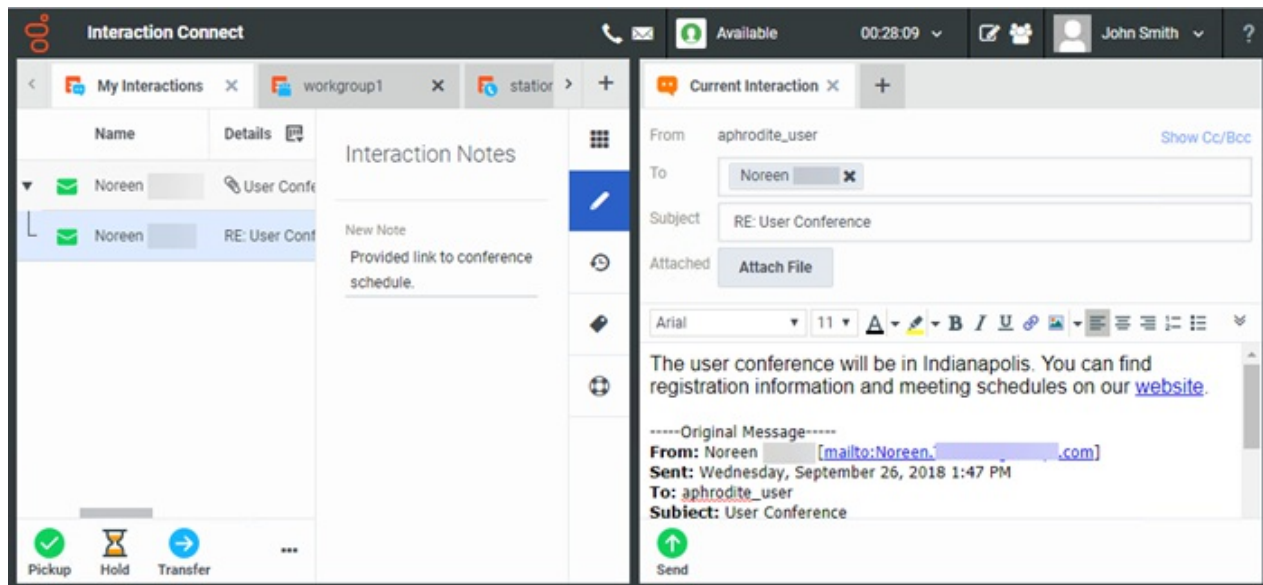 Interaction Connect
Available
00:28:09
John Smith
?
My Interactions
workgroup1
Current Interaction
Name
Details
Noreen
User Confe
Noreen
RE: User Conf
Interaction Notes
New Note
Provided link to conference
schedule.
Pickup
Hold
Transfer
From aphrodite_user Show Cc/Bcc
To Noreen
Subject RE: User Conference
Attached Attach File
Arial 11 A B I U
The user conference will be in Indianapolis. You can find
registration information and meeting schedules on our website.
-----Original Message-----
From: Noreen [mailto:Noreen. .com]
Sent: Wednesday, September 26, 2018 1:47 PM
To: aphrodite_user
Subject: User Conference
Send